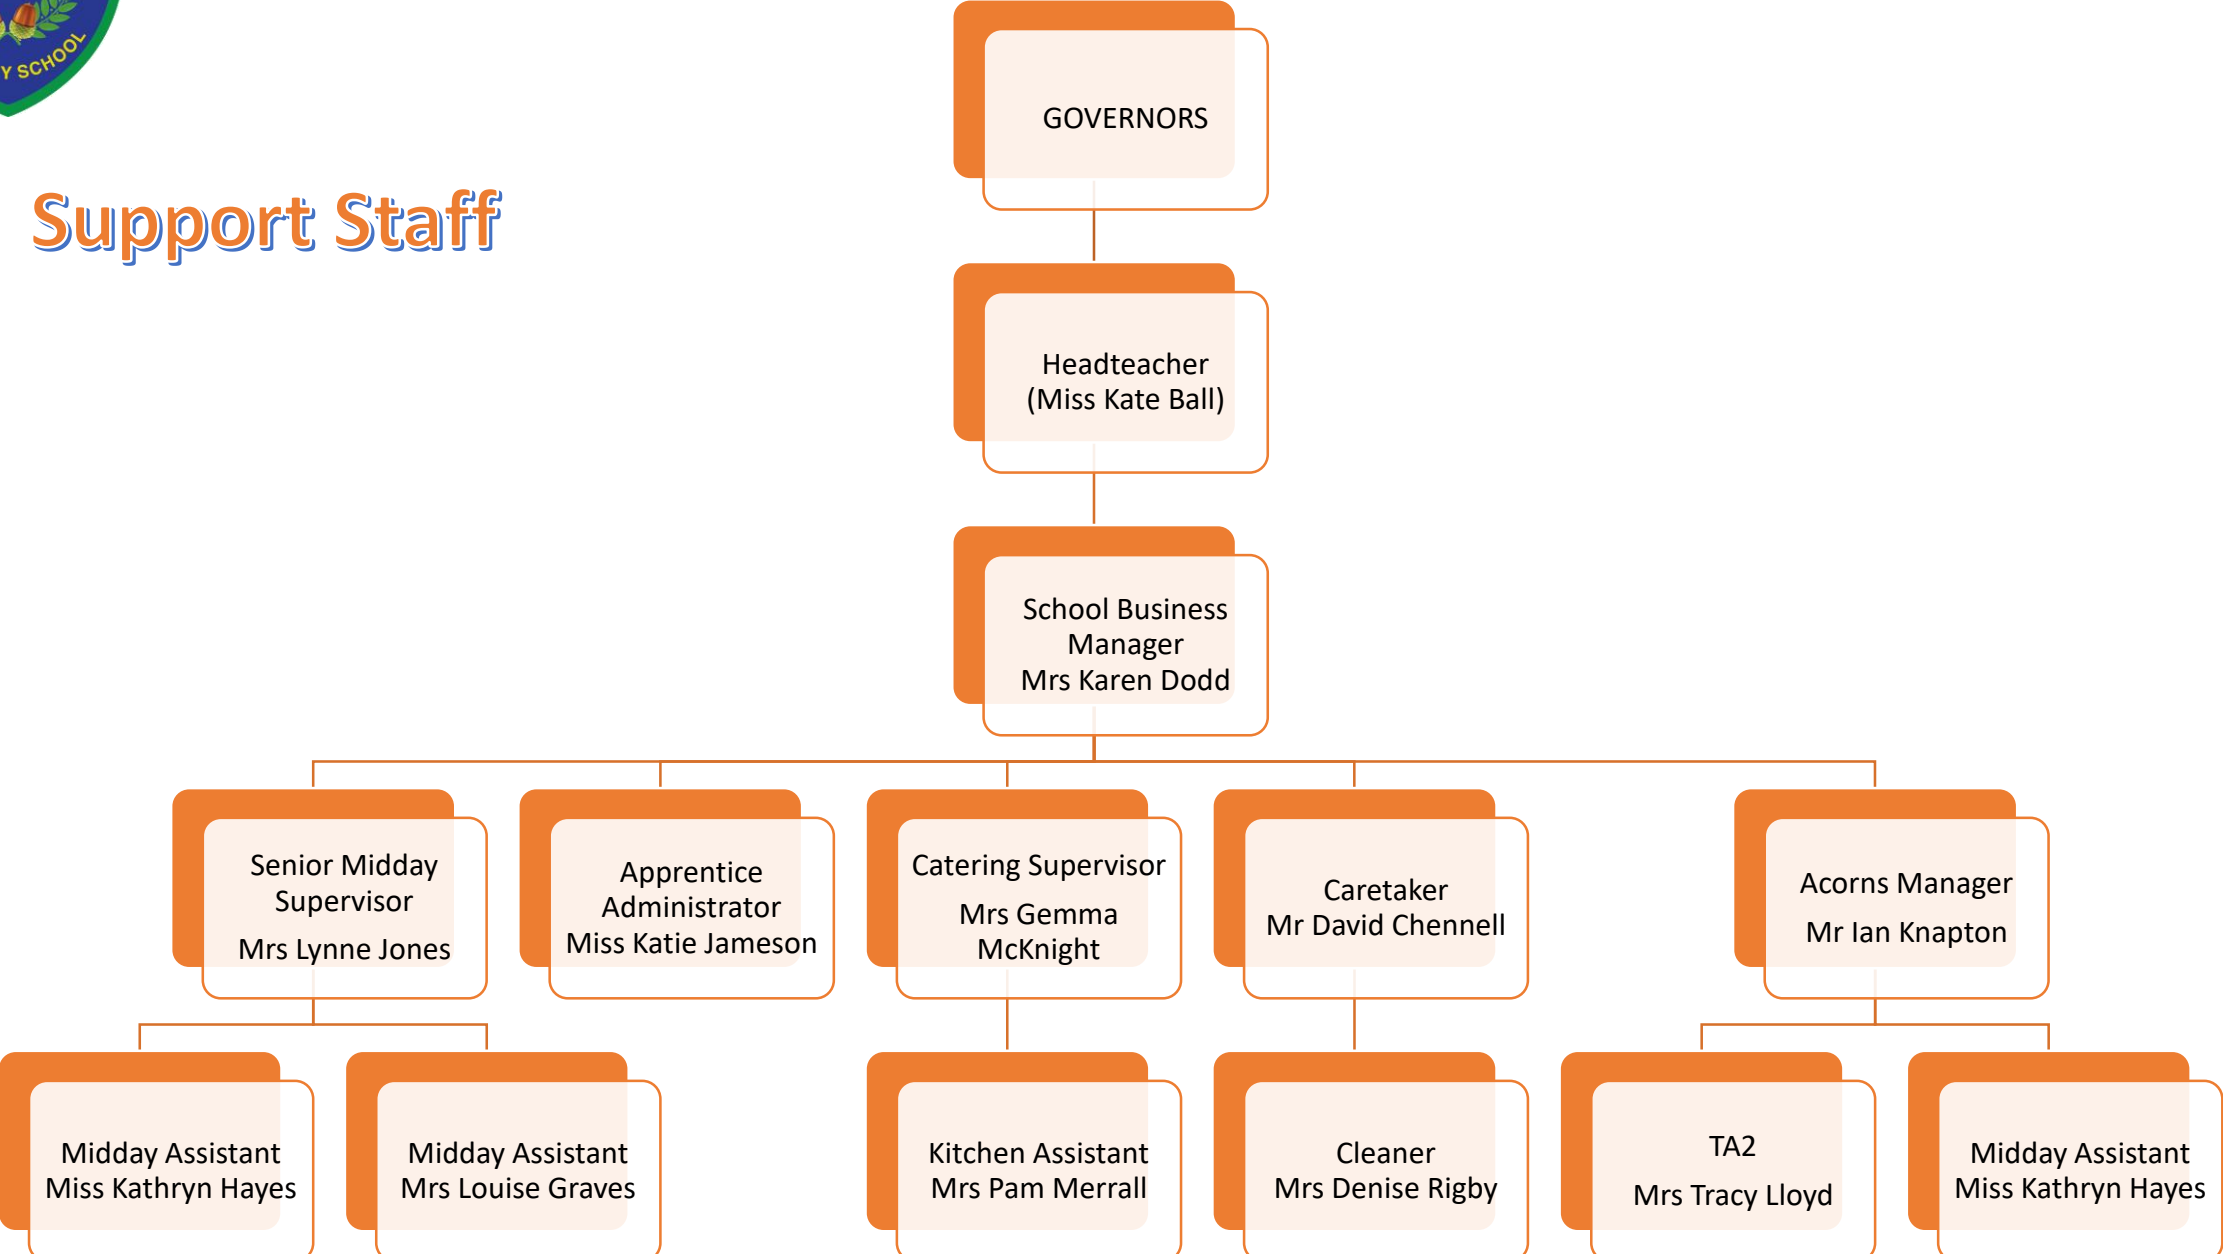 Y SCHOOL
Support Staff
GOVERNORS
Headteacher
(Miss Kate Ball)
School Business
Manager
Mrs Karen Dodd
Senior Midday
Supervisor
Mrs Lynne Jones
Apprentice
Administrator
Miss Katie Jameson
Catering Supervisor
Mrs Gemma
McKnight
Caretaker
Mr David Chennell
Acorns Manager
Mr Ian Knapton
Midday Assistant
Miss Kathryn Hayes
Midday Assistant
Mrs Louise Graves
Kitchen Assistant
Mrs Pam Merrall
Cleaner
Mrs Denise Rigby
TA2
Mrs Tracy Lloyd
Midday Assistant
Miss Kathryn Hayes